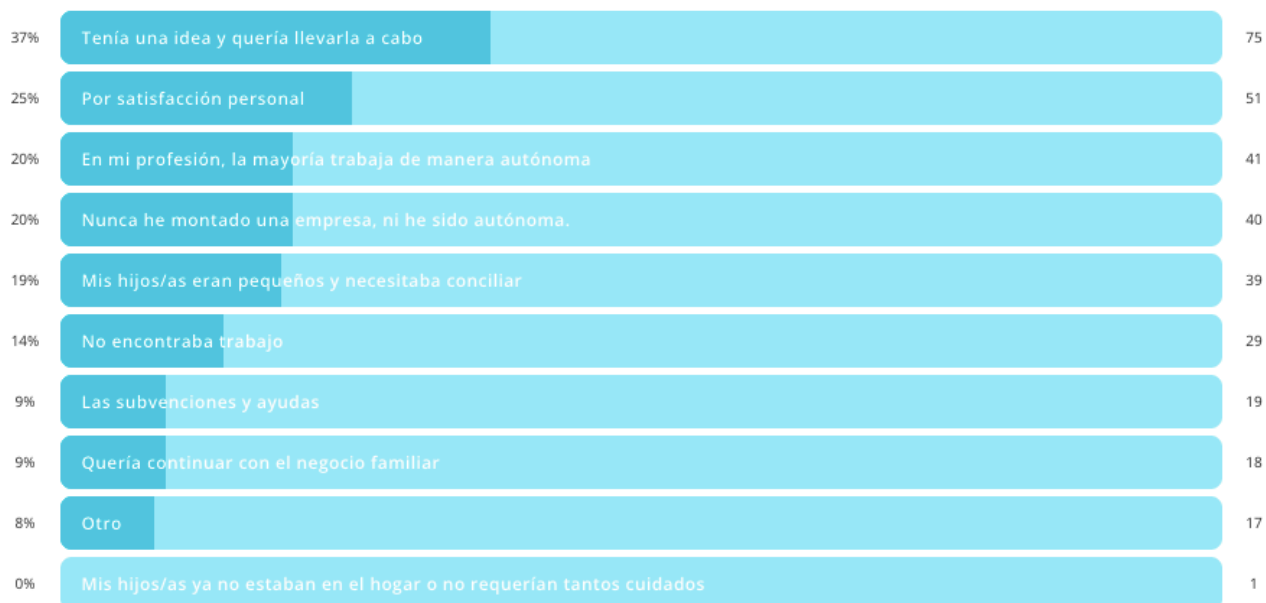 37% Tenía una idea y quería llevarla a cabo 75
25% Por satisfacción personal 51
20% En mi profesión, la mayoría trabaja de manera autónoma 41
20% Nunca he montado una empresa, ni he sido autónoma. 40
19% Mis hijos/as eran pequeños y necesitaba conciliar 39
14% No encontraba trabajo 29
9% Las subvenciones y ayudas 19
9% Quería continuar con el negocio familiar 18
8% Otro 17
0% Mis hijos/as ya no estaban en el hogar o no requerían tantos cuidados 1